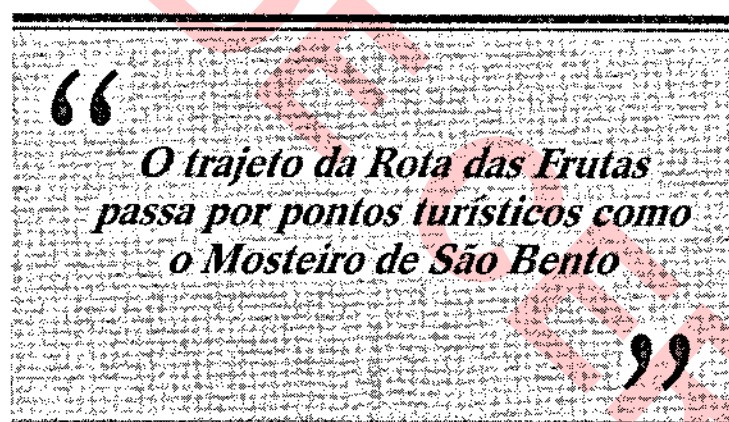 “
O trajeto da Rota das Frutas
passa por pontos turísticos como
o Mosteiro de São Bento
”